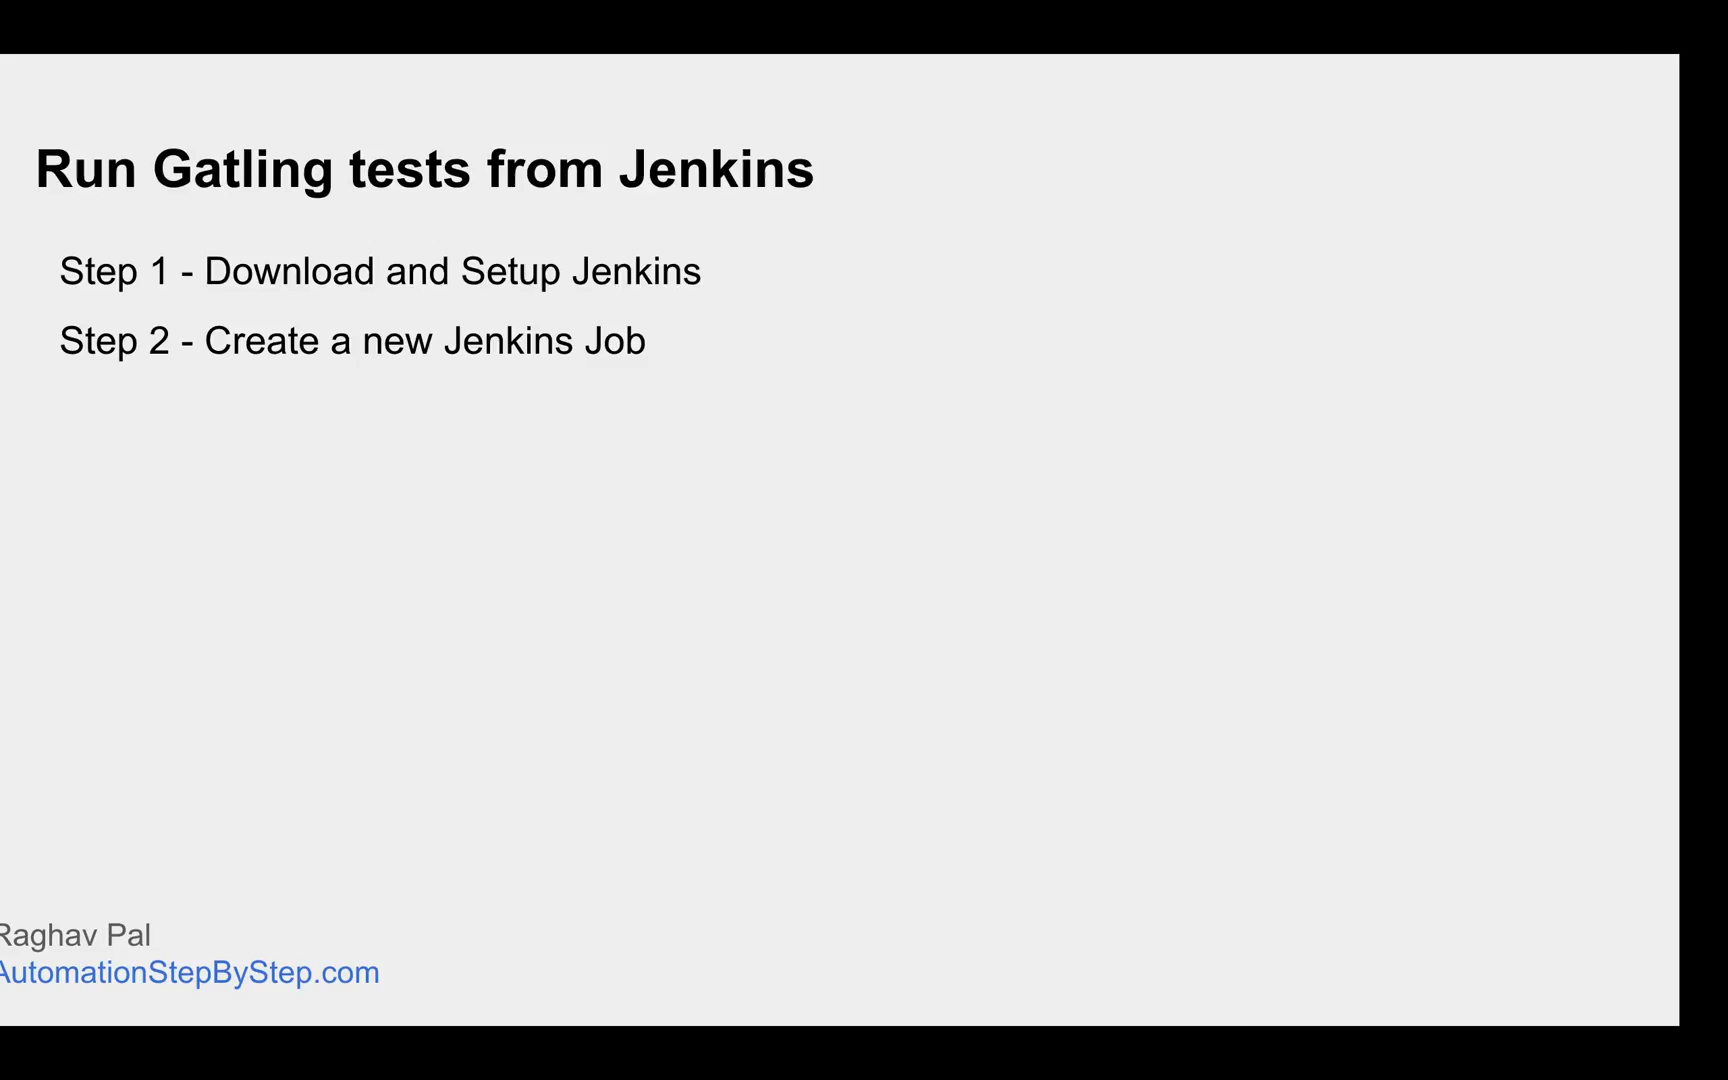 Run Gatling tests from Jenkins
Step 1 - Download and Setup Jenkins
Step 2 - Create a new Jenkins Job
Raghav Pal
AutomationStepByStep.com